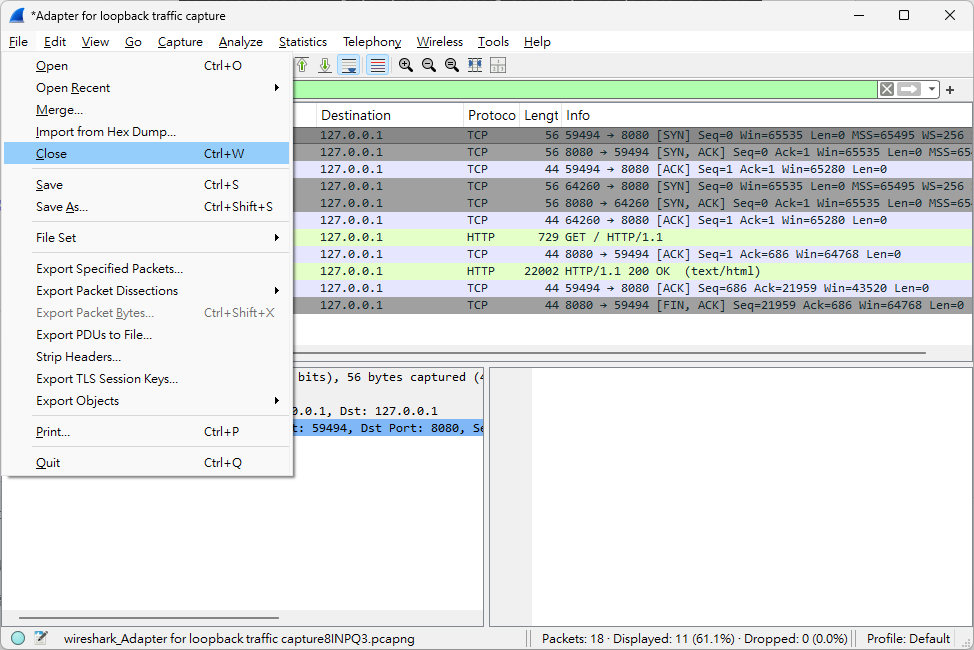 *Adapter for loopback traffic capture
File Edit View Go Capture Analyze Statistics Telephony Wireless Tools Help
Open Ctrl+O
Open Recent
Merge...
Import from Hex Dump...
Close Ctrl+W
Save Ctrl+S
Save As... Ctrl+Shift+S
File Set
Export Specified Packets...
Export Packet Dissections
Export Packet Bytes... Ctrl+Shift+X
Export PDUs to File...
Strip Headers...
Export TLS Session Keys...
Export Objects
Print... Ctrl+P
Quit Ctrl+Q
Destination Protoco Lengt Info
127.0.0.1 TCP 56 59494 → 8080 [SYN] Seq=0 Win=65535 Len=0 MSS=65495 WS=256
127.0.0.1 TCP 56 8080 → 59494 [SYN, ACK] Seq=0 Ack=1 Win=65535 Len=0 MSS=65
127.0.0.1 TCP 44 59494 → 8080 [ACK] Seq=1 Ack=1 Win=65280 Len=0
127.0.0.1 TCP 56 64260 → 8080 [SYN] Seq=0 Win=65535 Len=0 MSS=65495 WS=256
127.0.0.1 TCP 56 8080 → 64260 [SYN, ACK] Seq=0 Ack=1 Win=65535 Len=0 MSS=65
127.0.0.1 TCP 44 64260 → 8080 [ACK] Seq=1 Ack=1 Win=65280 Len=0
127.0.0.1 HTTP 729 GET / HTTP/1.1
127.0.0.1 TCP 44 8080 → 59494 [ACK] Seq=1 Ack=686 Win=64768 Len=0
127.0.0.1 HTTP 22002 HTTP/1.1 200 OK (text/html)
127.0.0.1 TCP 44 59494 → 8080 [ACK] Seq=686 Ack=21959 Win=43520 Len=0
127.0.0.1 TCP 44 8080 → 59494 [FIN, ACK] Seq=21959 Ack=686 Win=64768 Len=0
bits), 56 bytes captured (4
.0.1, Dst: 127.0.0.1
t: 59494, Dst Port: 8080, Se
wireshark_Adapter for loopback traffic capture8INPQ3.pcapng
Packets: 18 · Displayed: 11 (61.1%) · Dropped: 0 (0.0%)
Profile: Default